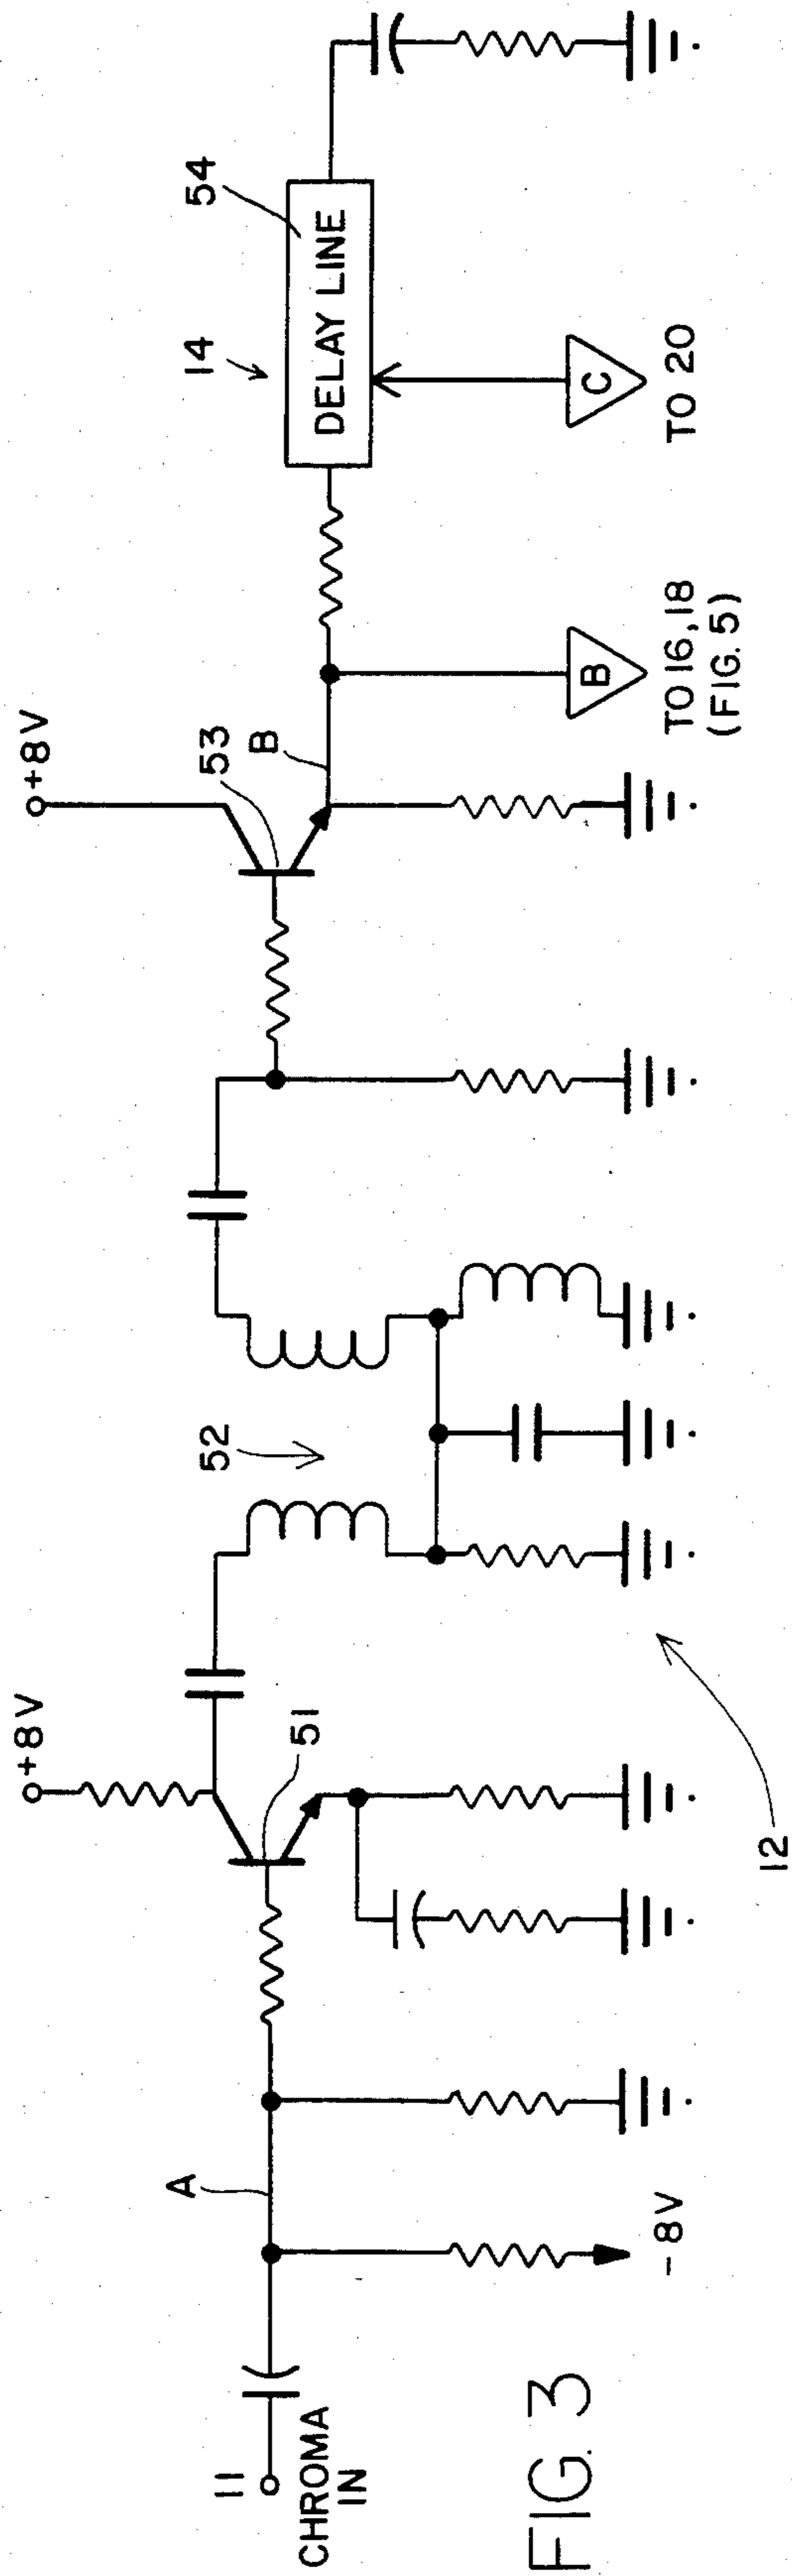 11
CHROMA
IN
A
-8V
+8V
51
12
52
+8V
53
B
B
TO 16,18
(FIG. 5)
14
54
DELAY LINE
C
TO 20
FIG. 3